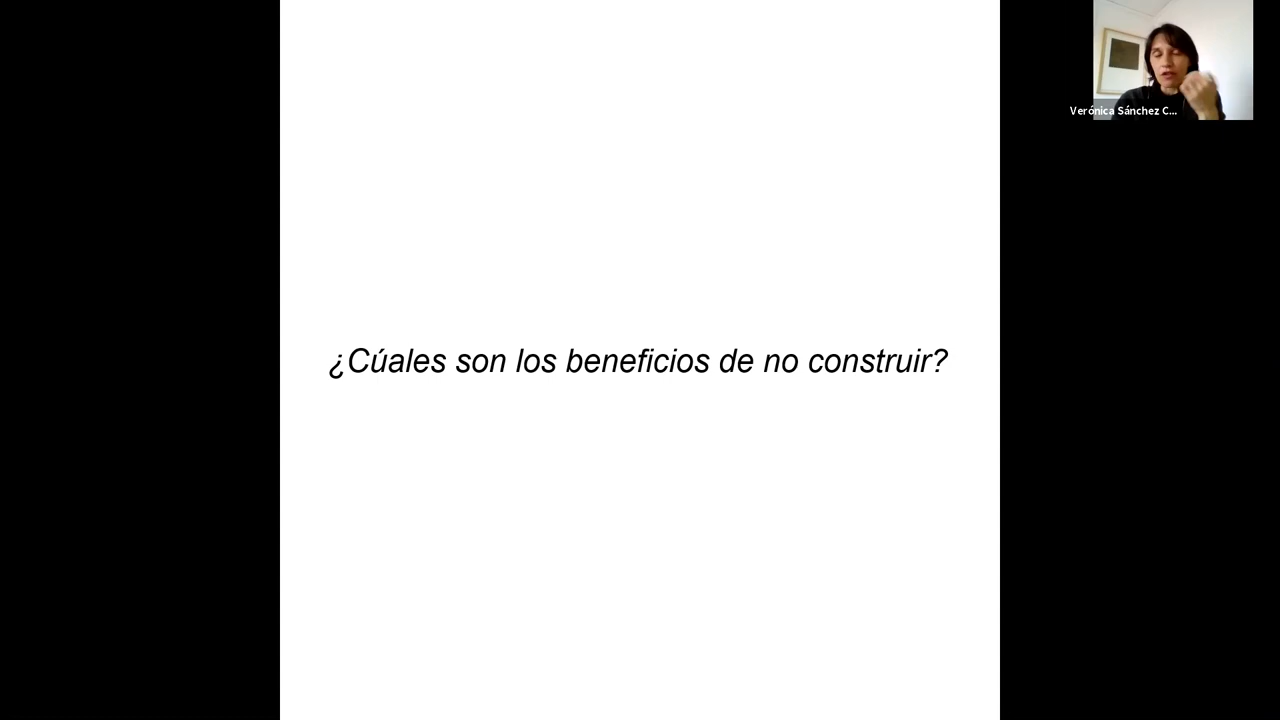 Verónica Sánchez C...
¿Cúales son los beneficios de no construir?